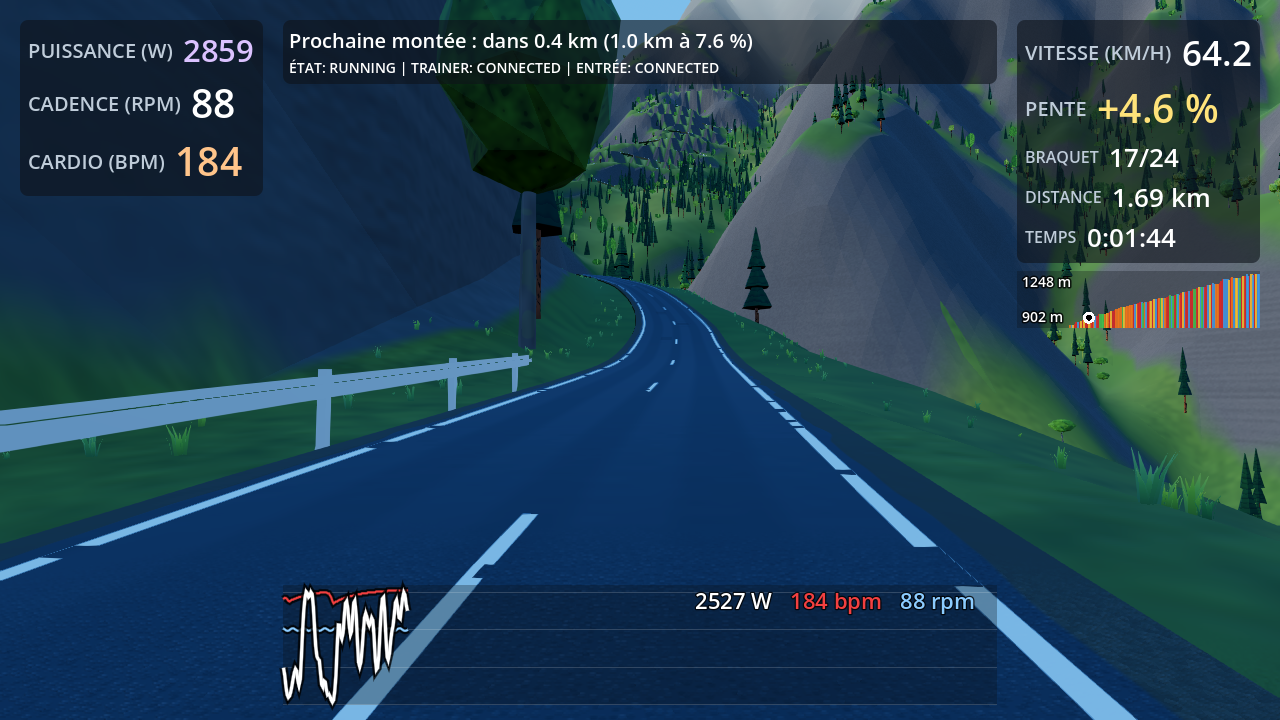 PUISSANCE (W) 2859
CADENCE (RPM) 88
CARDIO (BPM) 184
Prochaine montée : dans 0.4 km (1.0 km à 7.6 %)
ÉTAT: RUNNING | TRAINER: CONNECTED | ENTRÉE: CONNECTED
VITESSE (KM/H) 64.2
PENTE +4.6 %
BRAQUET 17/24
DISTANCE 1.69 km
TEMPS 0:01:44
1248 m
902 m
2527 W 184 bpm 88 rpm